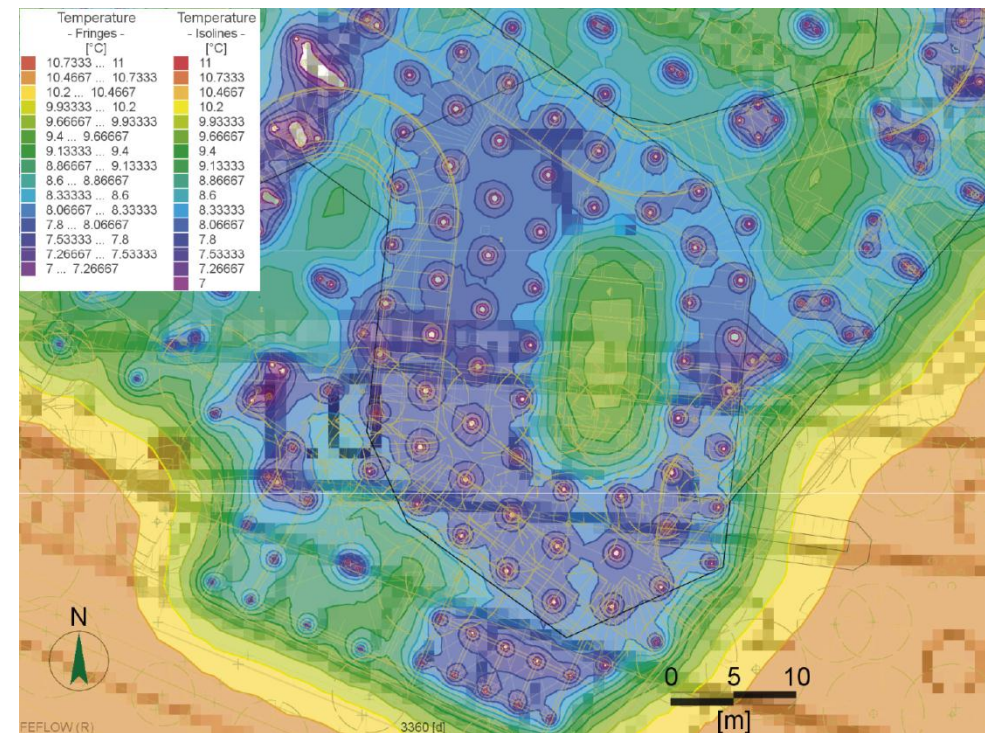 Temperature
- Fringes -
[°C]
10.7333 ... 11
10.4667 ... 10.7333
10.2 ... 10.4667
9.93333 ... 10.2
9.66667 ... 9.93333
9.4 ... 9.66667
9.13333 ... 9.4
8.86667 ... 9.13333
8.6 ... 8.86667
8.33333 ... 8.6
8.06667 ... 8.33333
7.8 ... 8.06667
7.53333 ... 7.8
7.26667 ... 7.53333
7 ... 7.26667
Temperature
- Isolines -
[°C]
11
10.7333
10.4667
10.2
9.93333
9.66667
9.4
9.13333
8.86667
8.6
8.33333
8.06667
7.8
7.53333
7.26667
7
N
0 5 10
[m]
FEFLOW (R)
3360 [d]